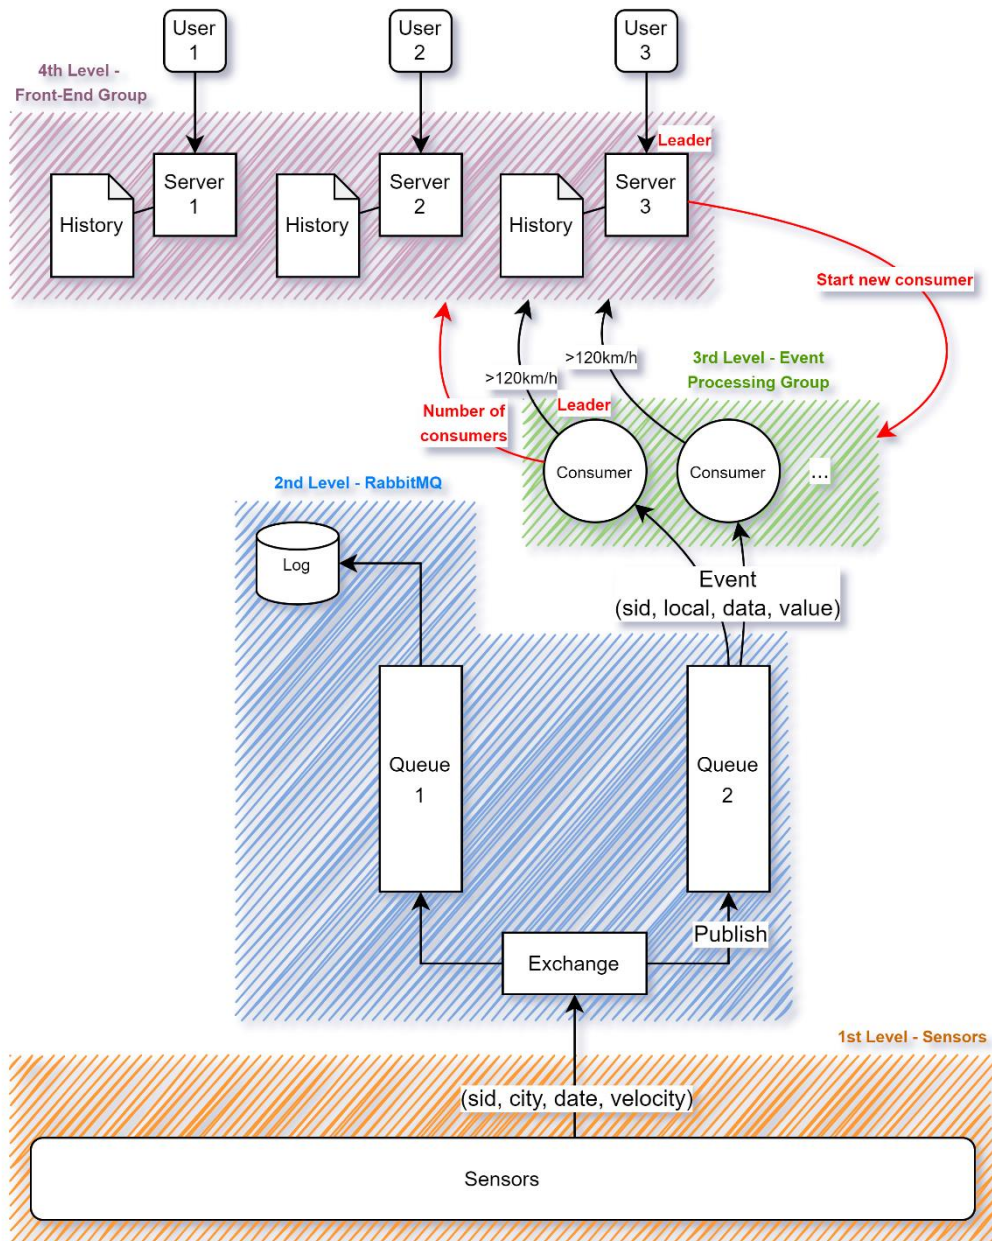 User
1
User
2
User
3
4th Level -
Front-End Group
Leader
Server
1
Server
2
Server
3
History
History
History
Start new consumer
>120km/h
>120km/h
3rd Level - Event
Processing Group
Number of
consumers
Leader
Consumer
Consumer
...
2nd Level - RabbitMQ
Log
Event
(sid, local, data, value)
Queue
1
Queue
2
Publish
Exchange
1st Level - Sensors
(sid, city, date, velocity)
Sensors